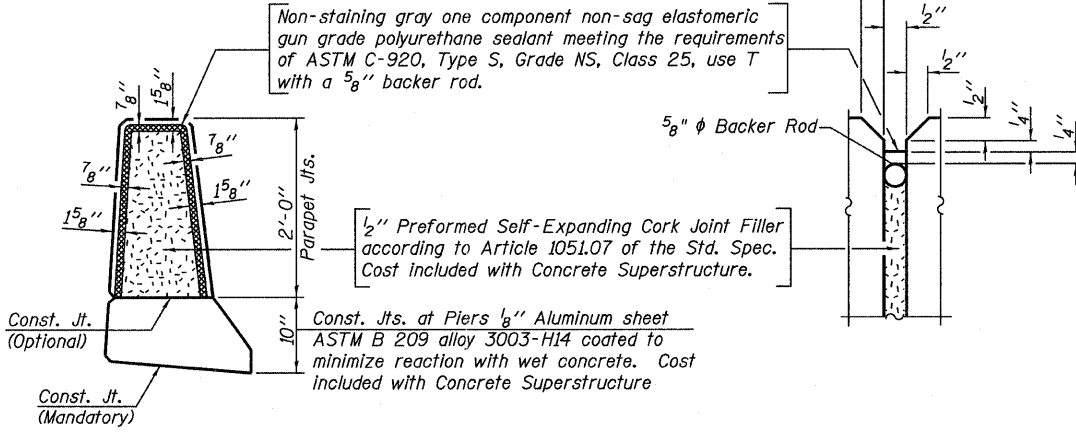 Non-staining gray one component non-sag elastomeric
gun grade polyurethane sealant meeting the requirements
of ASTM C-920, Type S, Grade NS, Class 25, use T
with a 5/8" backer rod.
1/2"
1/2"
1/2"
1/4"
1/4"
5/8" φ Backer Rod
7/8"
1 5/8"
7/8"
7/8"
1 5/8"
1 5/8"
2'-0"
Parapet Jts.
1/2" Preformed Self-Expanding Cork Joint Filler
according to Article 1051.07 of the Std. Spec.
Cost included with Concrete Superstructure.
Const. Jt.
(Optional)
10"
Const. Jts. at Piers 1/8" Aluminum sheet
ASTM B 209 alloy 3003-H14 coated to
minimize reaction with wet concrete. Cost
included with Concrete Superstructure
Const. Jt.
(Mandatory)